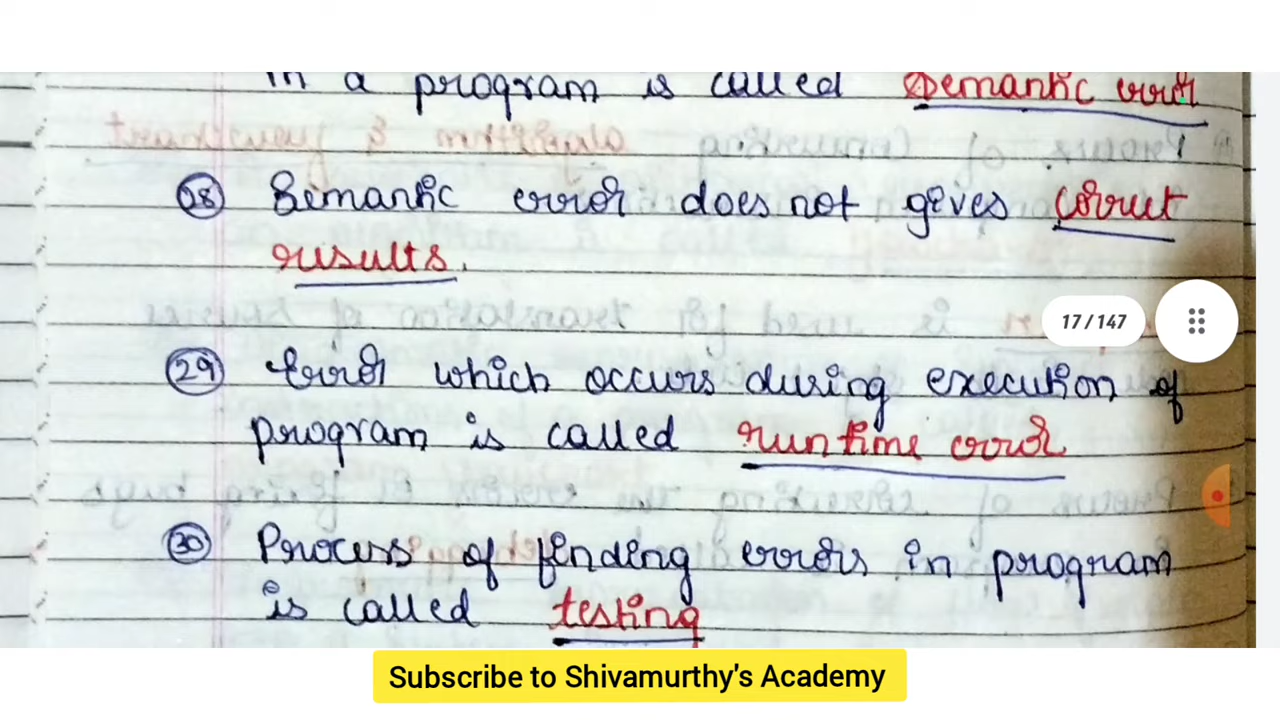 in a program is called Semantic error
28 Semantic error does not gives correct
results.
17 / 147
29 Error which occurs during execution of
program is called runtime error
30 Process of finding errors in program
is called testing
Subscribe to Shivamurthy's Academy